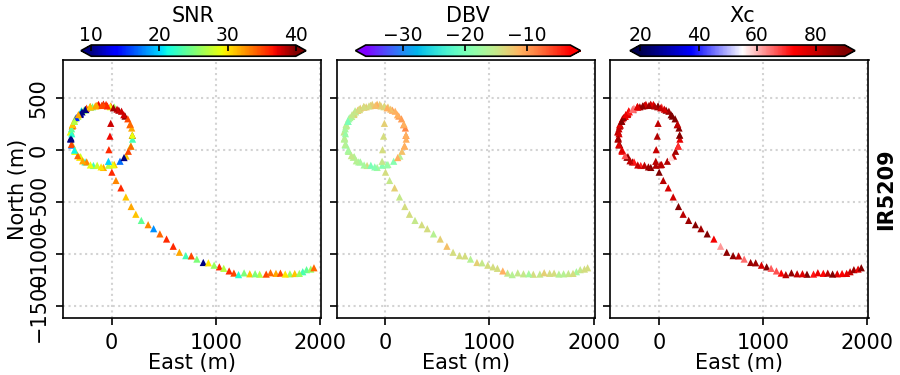 SNR DBV Xc
10 20 30 40 −30 −20 −10 20 40 60 80
North (m)
500
0
−500
−1000
−1500
0 1000 2000 0 1000 2000 0 1000 2000
East (m) East (m) East (m)
IR5209